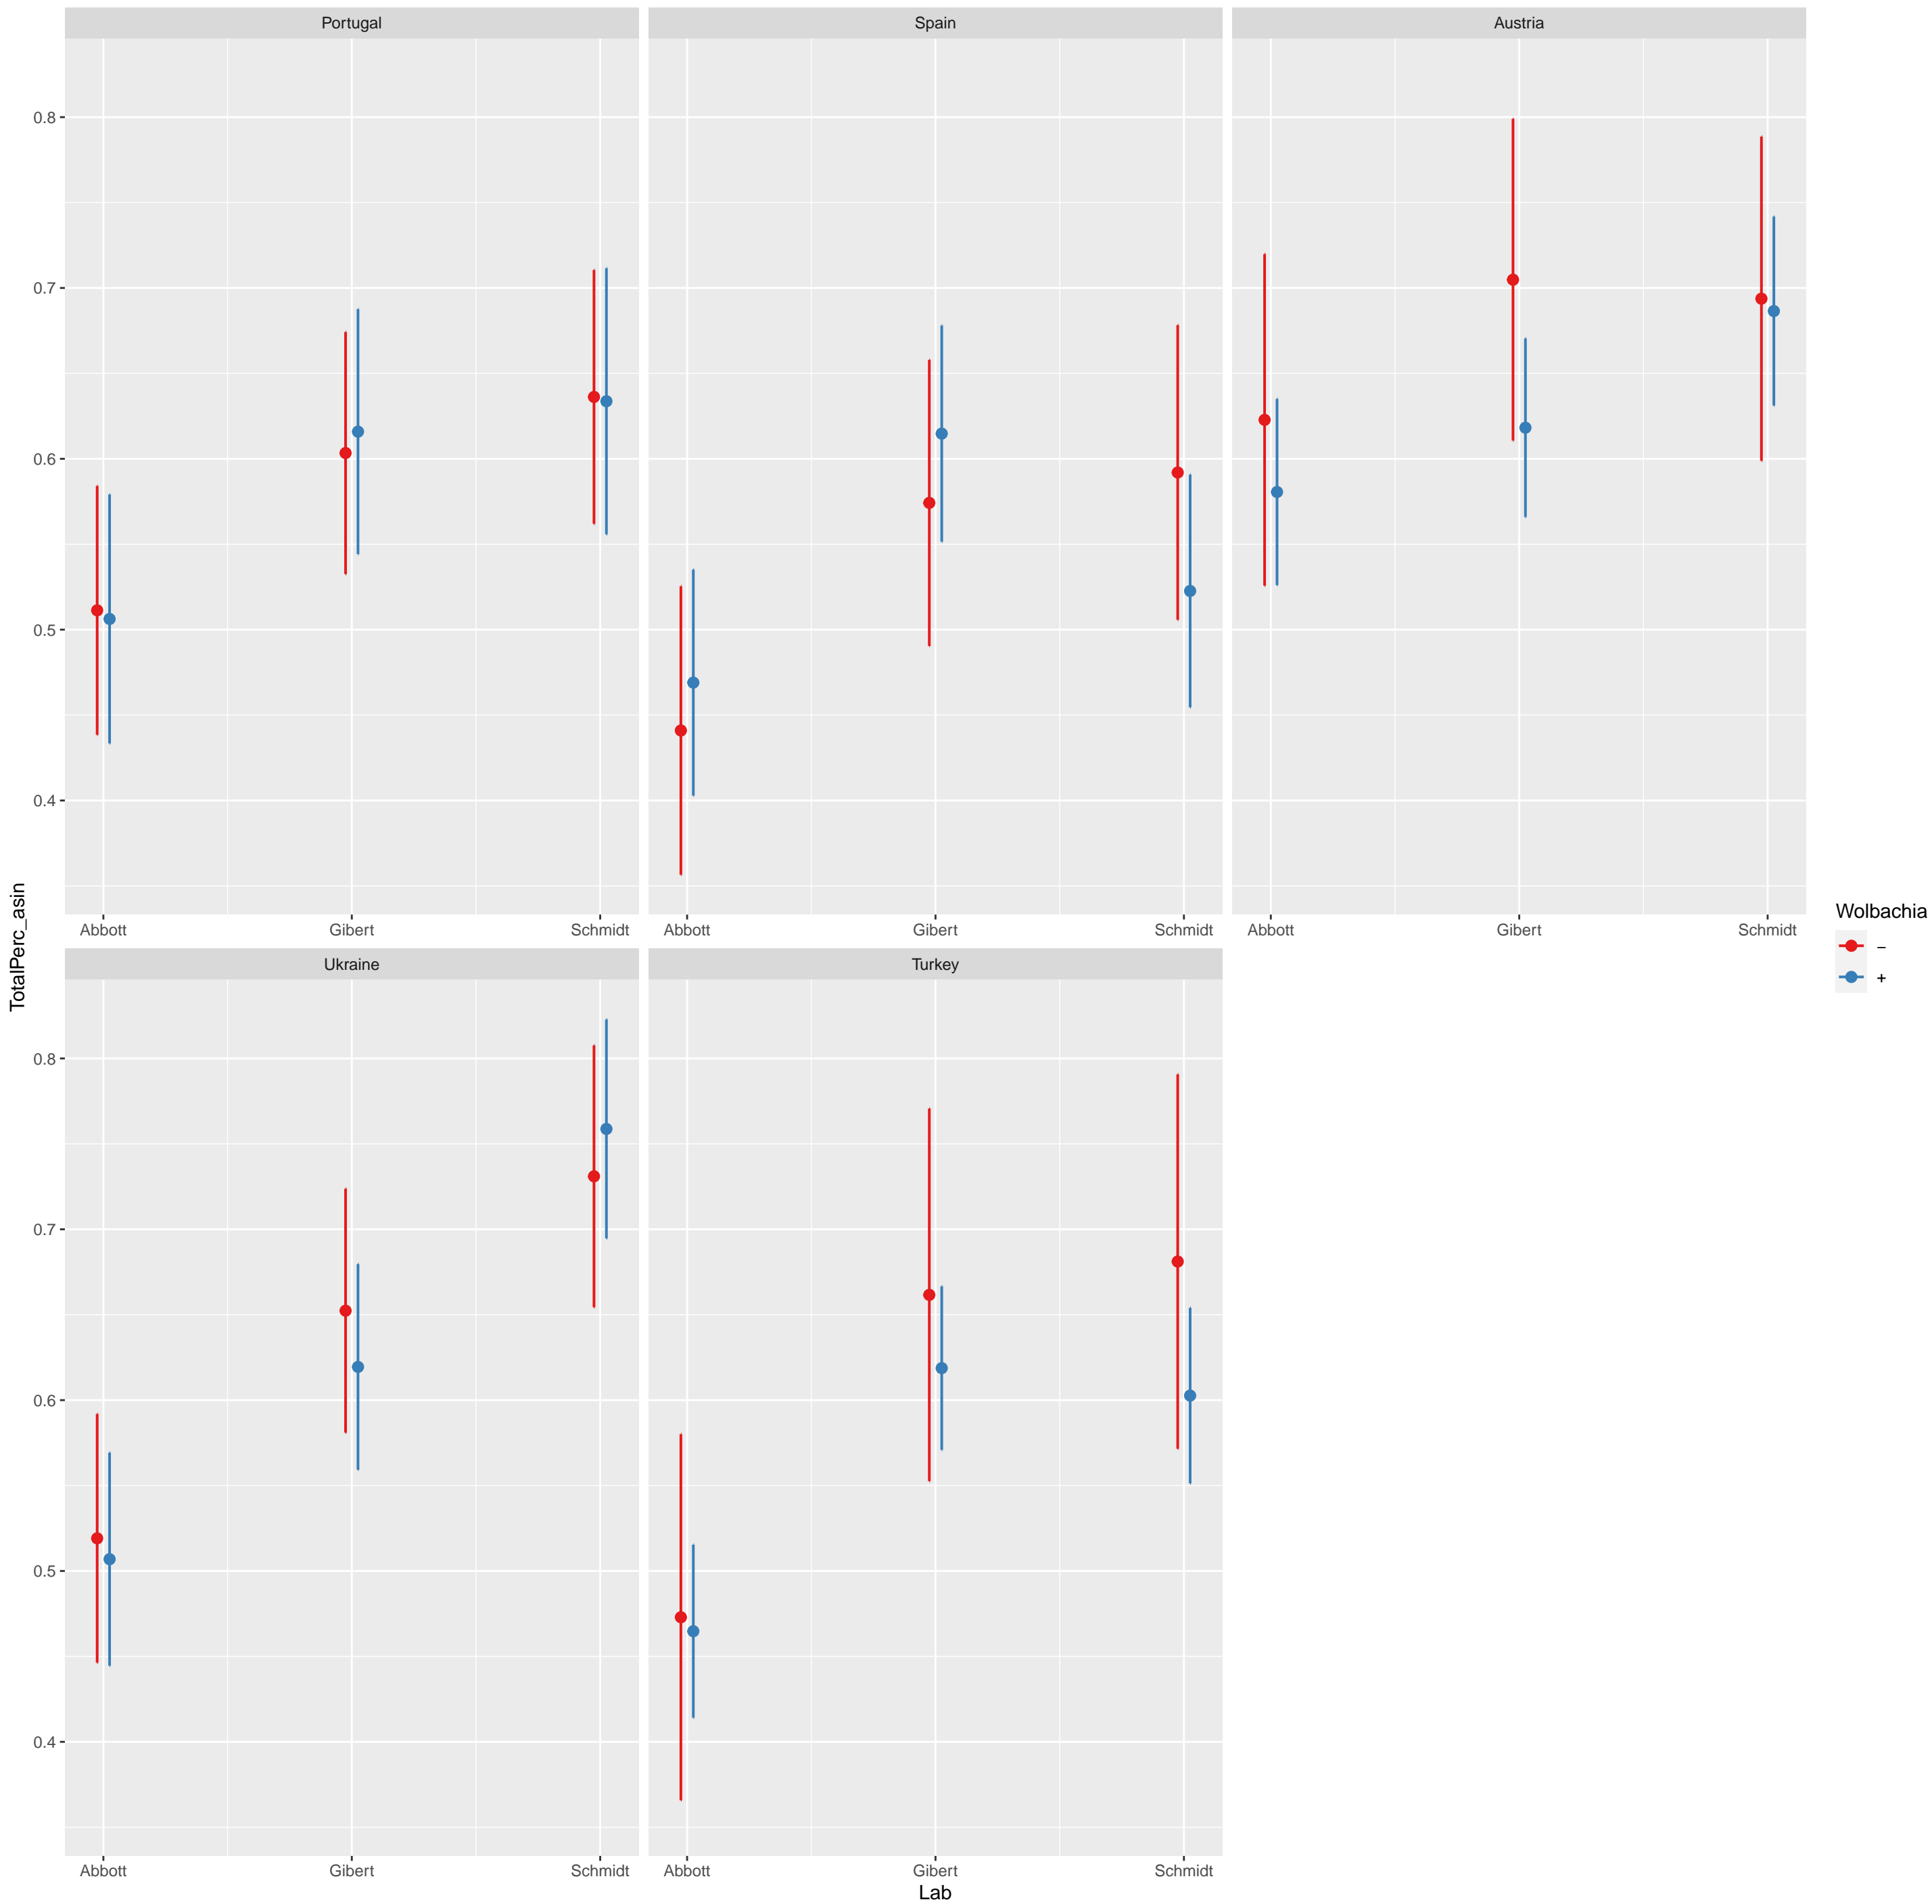 Portugal
Spain
Austria
0.8
0.7
0.6
0.5
0.4
Abbott
Gibert
Schmidt
Abbott
Gibert
Schmidt
Abbott
Gibert
Schmidt
TotalPerc_asin
Wolbachia
−
+
Ukraine
Turkey
0.8
0.7
0.6
0.5
0.4
Abbott
Gibert
Schmidt
Abbott
Gibert
Schmidt
Lab